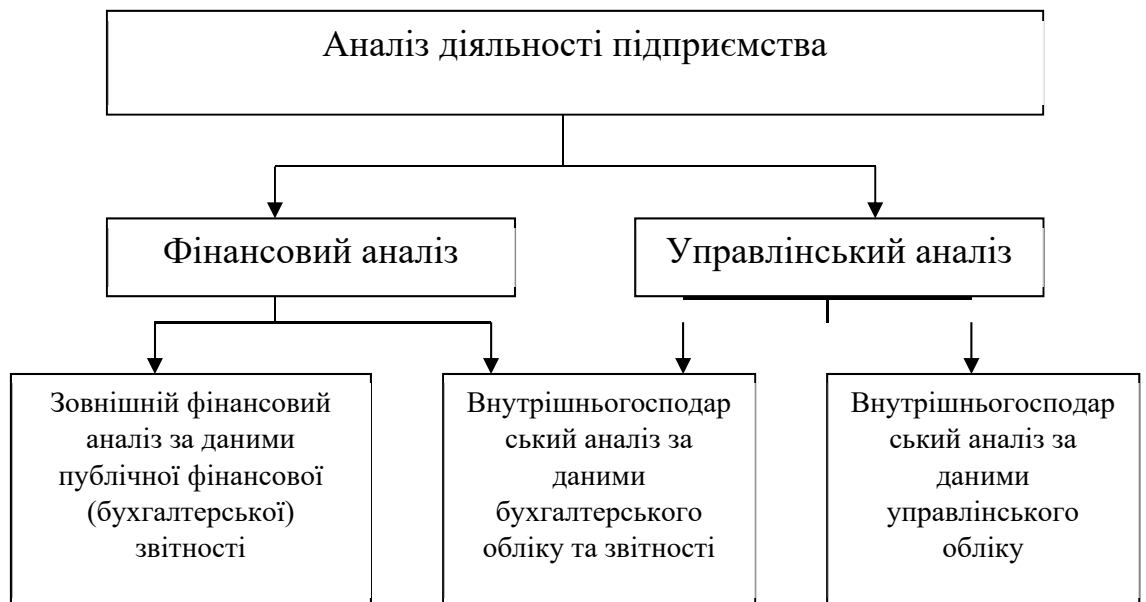 Аналіз діяльності підприємства
Фінансовий аналіз
Управлінський аналіз
Зовнішній фінансовий
аналіз за даними
публічної фінансової
(бухгалтерської)
звітності
Внутрішньогосподар
ський аналіз за
даними
бухгалтерського
обліку та звітності
Внутрішньогосподар
ський аналіз за
даними
управлінського
обліку